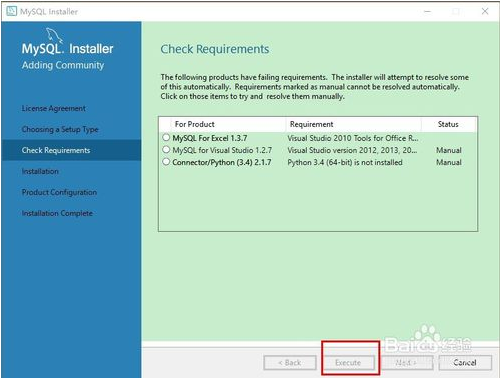 MySQL Installer
MySQL. Installer
Adding Community
License Agreement
Choosing a Setup Type
Check Requirements
Installation
Product Configuration
Installation Complete
Check Requirements
The following products have failing requirements. The installer will attempt to resolve some
of this automatically. Requirements marked as manual cannot be resolved automatically.
Click on those items to try and resolve them manually.
For Product Requirement Status
MySQL For Excel 1.3.7 Visual Studio 2010 Tools for Office R...
MySQL for Visual Studio 1.2.7 Visual Studio version 2012, 2013, 20... Manual
Connector/Python (3.4) 2.1.7 Python 3.4 (64-bit) is not installed Manual
< Back Execute Next > Cancel
Baidu 经验